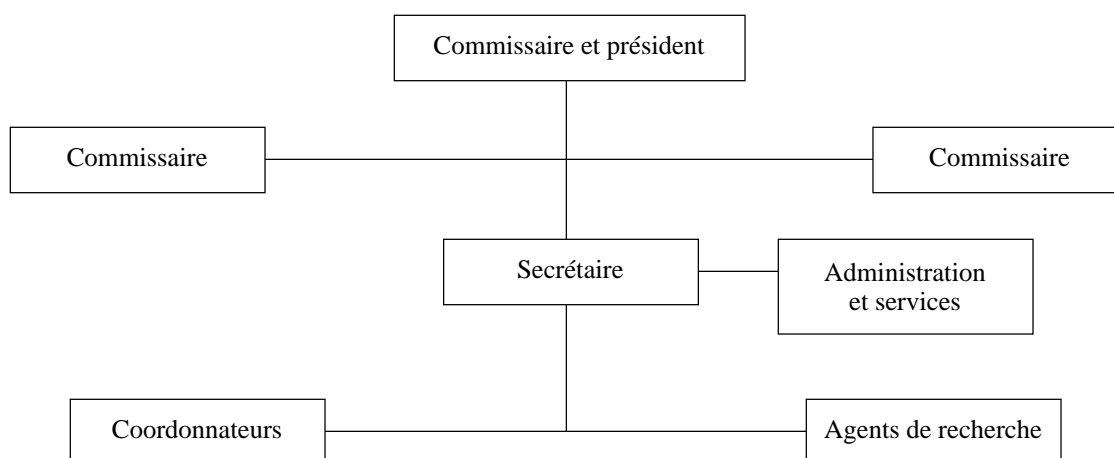 Commissaire et président
Commissaire
Commissaire
Secrétaire
Administration
et services
Coordonnateurs
Agents de recherche